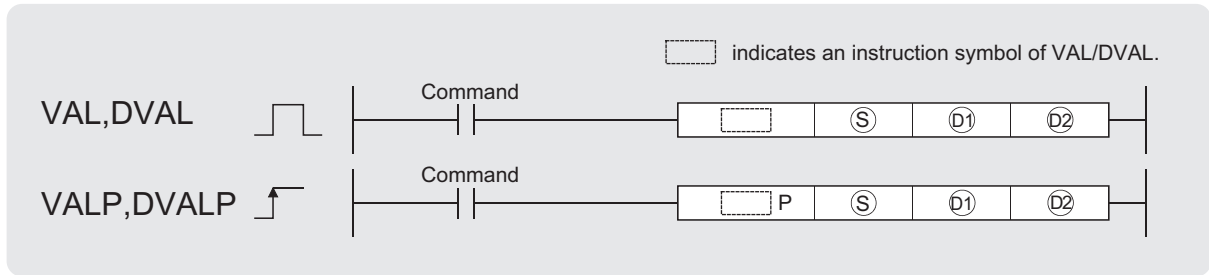 indicates an instruction symbol of VAL/DVAL.
Command
VAL,DVAL
S D1 D2
Command
VALP,DVALP
P S D1 D2